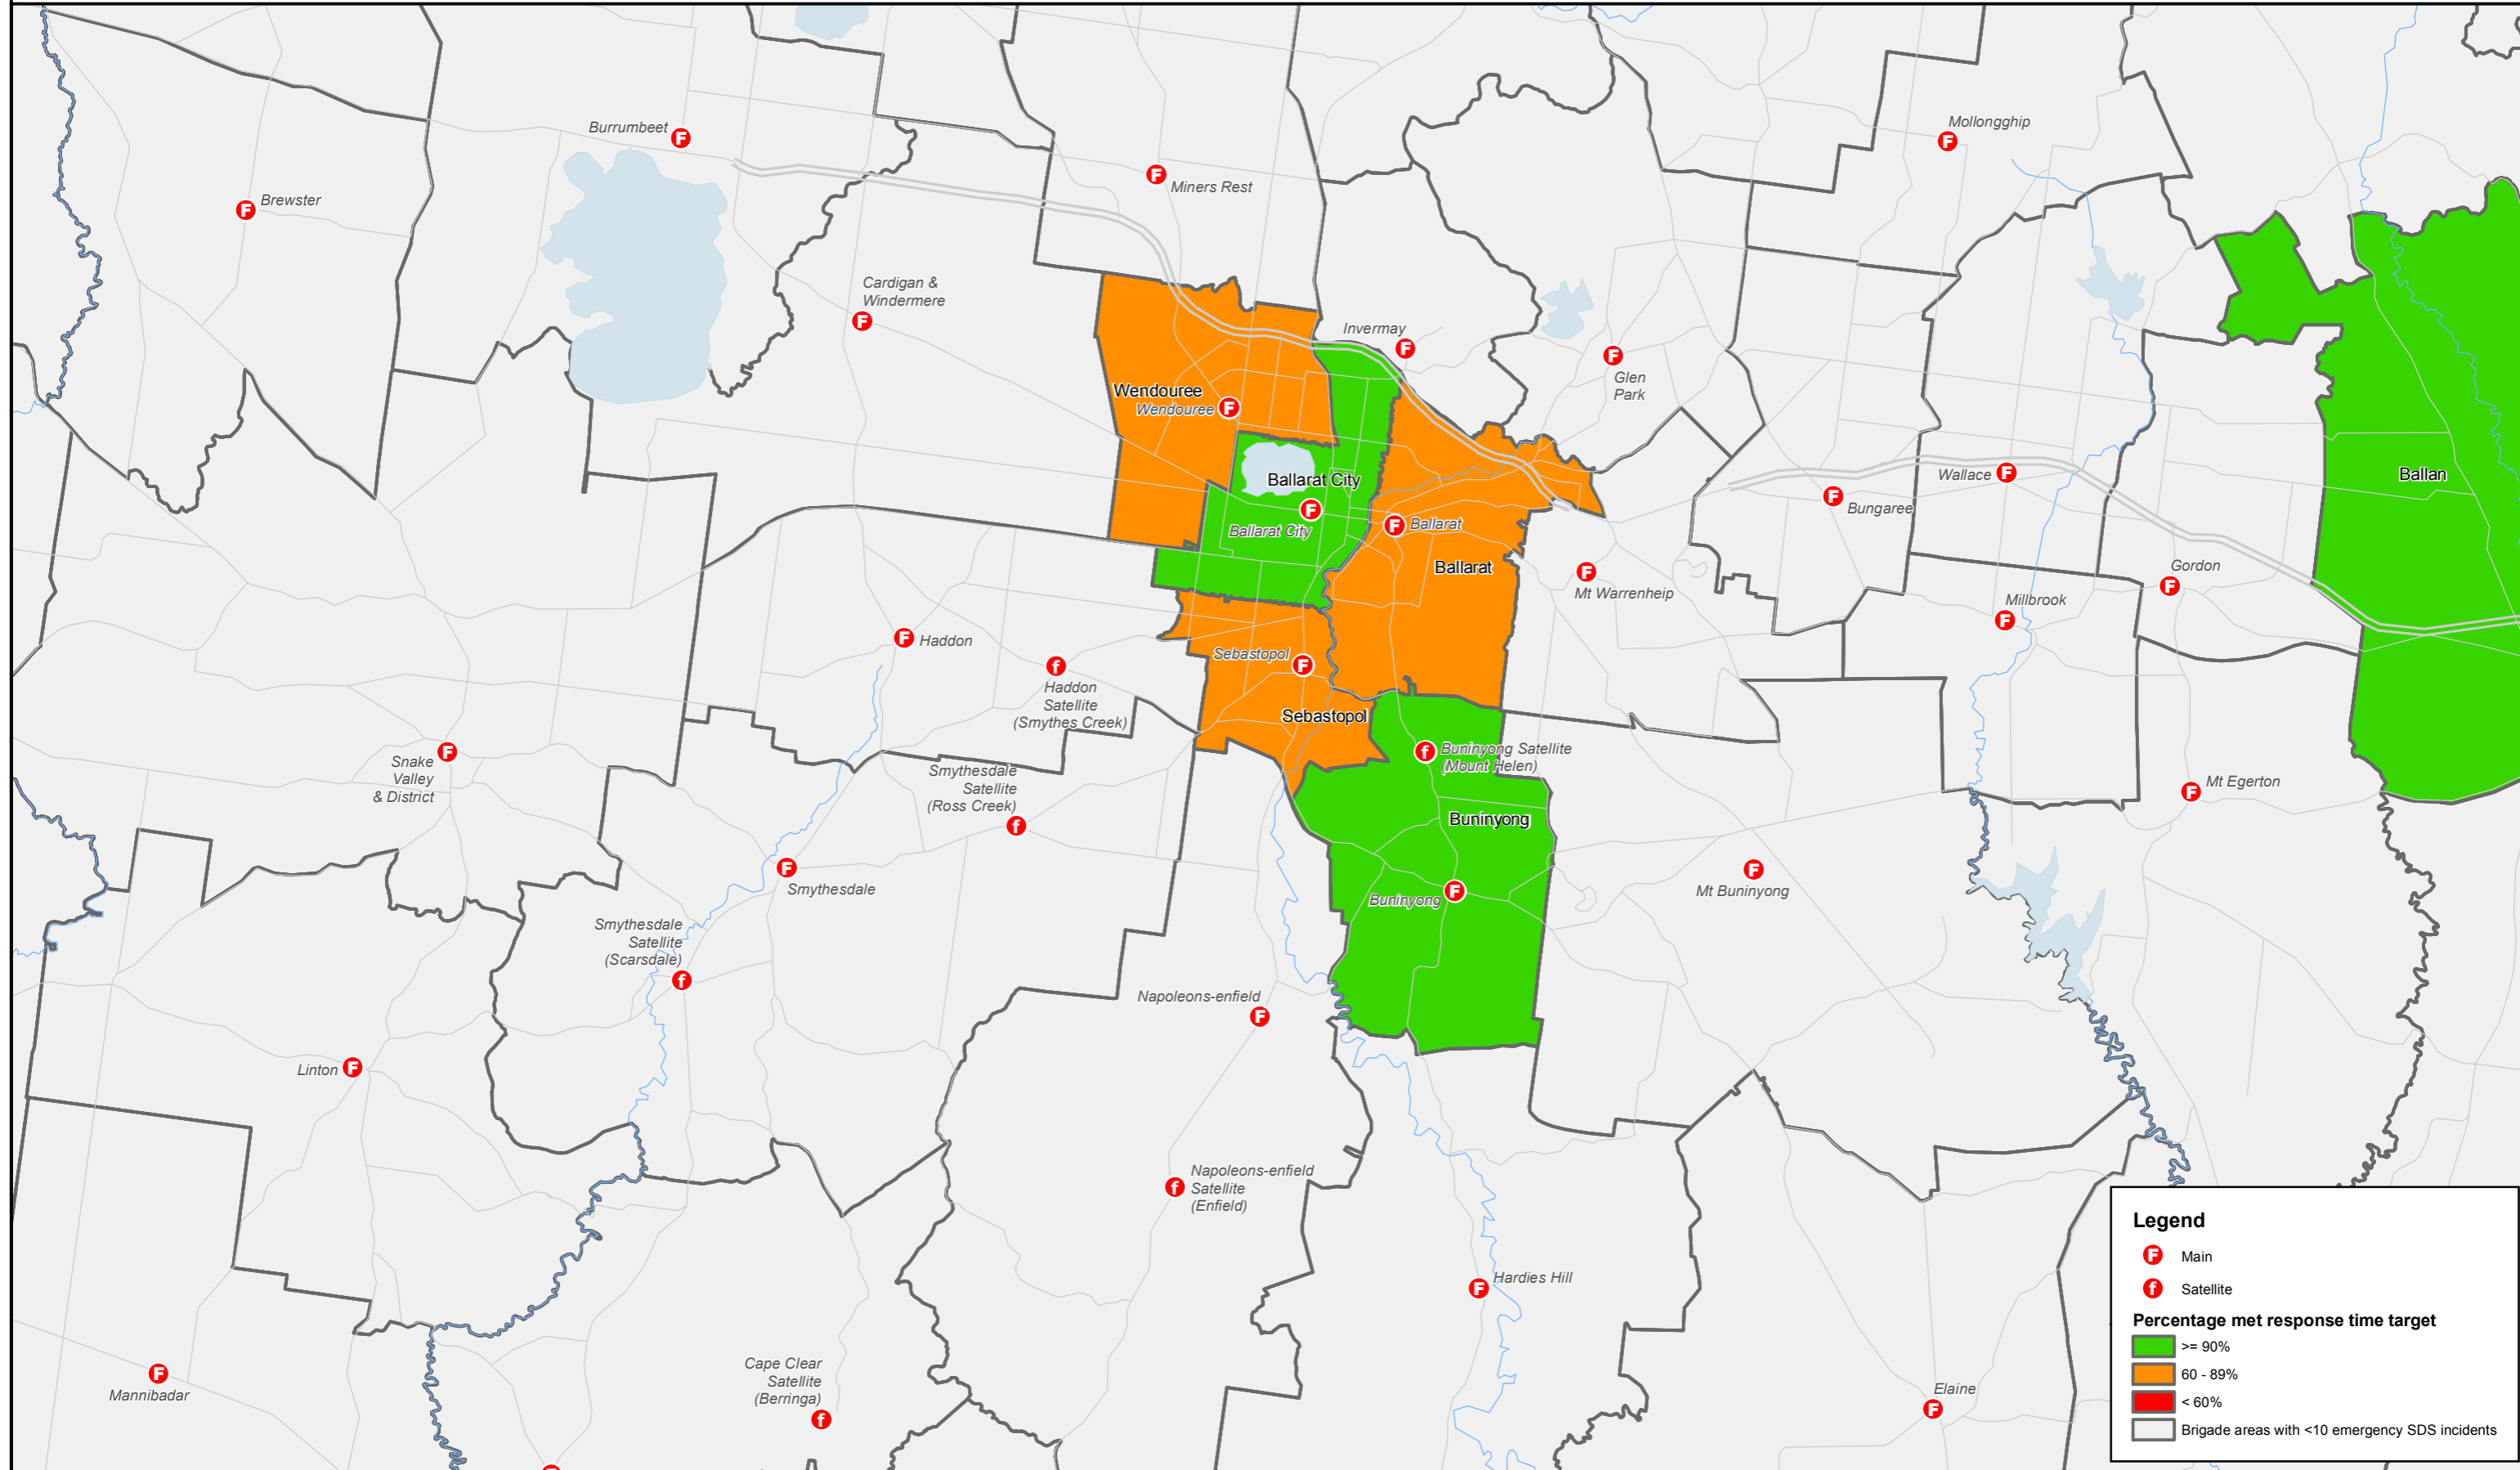 Burrumbeet
Mollongghip
Miners Rest
Brewster
Cardigan &
Windermere
Invermay
Glen
Park
Wendouree
Wendouree
Ballarat City
Ballarat City
Ballarat
Ballarat
Wallace
Bungaree
Ballan
Mt Warrenheip
Gordon
Millbrook
Haddon
Haddon
Satellite
(Smythes Creek)
Sebastopol
Sebastopol
Snake
Valley
& District
Smythesdale
Satellite
(Ross Creek)
Buninyong Satellite
(Mount Helen)
Mt Egerton
Buninyong
Smythesdale
Buninyong
Mt Buninyong
Smythesdale
Satellite
(Scarsdale)
Napoleons-enfield
Linton
Napoleons-enfield
Satellite
(Enfield)
Hardies Hill
Mannibadar
Cape Clear
Satellite
(Berringa)
Elaine
Legend
F Main
f Satellite
Percentage met response time target
>= 90%
60 - 89%
< 60%
Brigade areas with <10 emergency SDS incidents